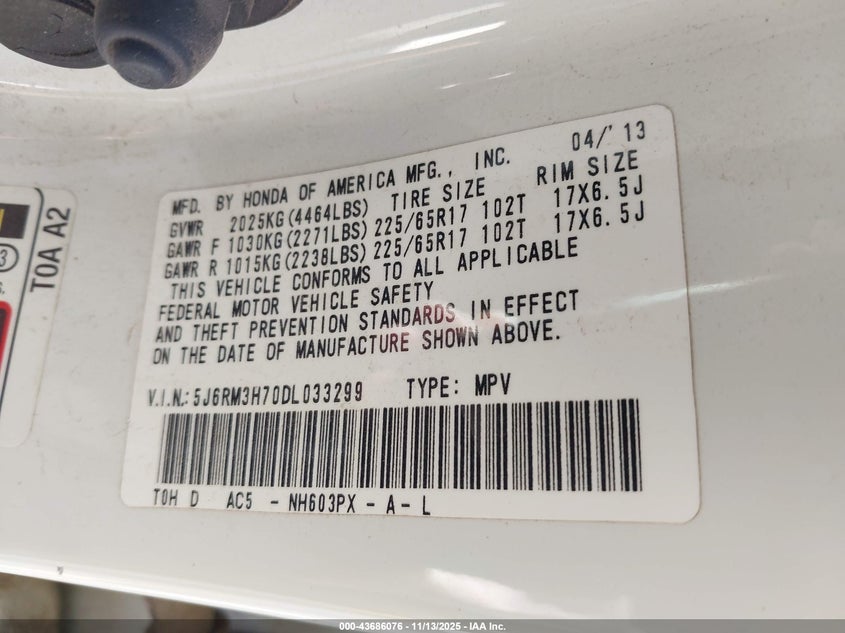 MFD. BY HONDA OF AMERICA MFG., INC. 04/'13
GVWR 2025KG(4464LBS) TIRE SIZE RIM SIZE
GAWR F 1030KG(2271LBS) 225/65R17 102T 17X6.5J
GAWR R 1015KG(2238LBS) 225/65R17 102T 17X6.5J
THIS VEHICLE CONFORMS TO ALL APPLICABLE
FEDERAL MOTOR VEHICLE SAFETY
AND THEFT PREVENTION STANDARDS IN EFFECT
ON THE DATE OF MANUFACTURE SHOWN ABOVE.
V.I.N.: 5J6RM3H70DL033299 TYPE: MPV
T0H D AC5 - NH603PX - A - L
T0A A2
3
000-43686076 - 11/13/2025 - IAA Inc.